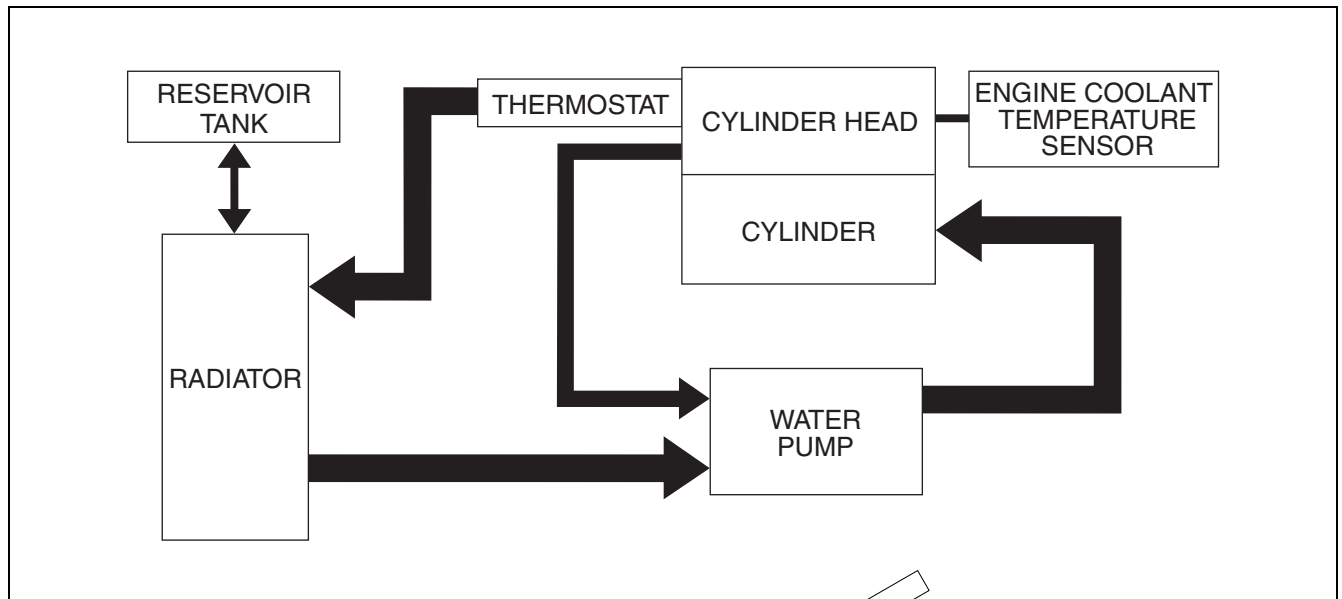 RESERVOIR
TANK
THERMOSTAT
CYLINDER HEAD
ENGINE COOLANT
TEMPERATURE
SENSOR
CYLINDER
RADIATOR
WATER
PUMP